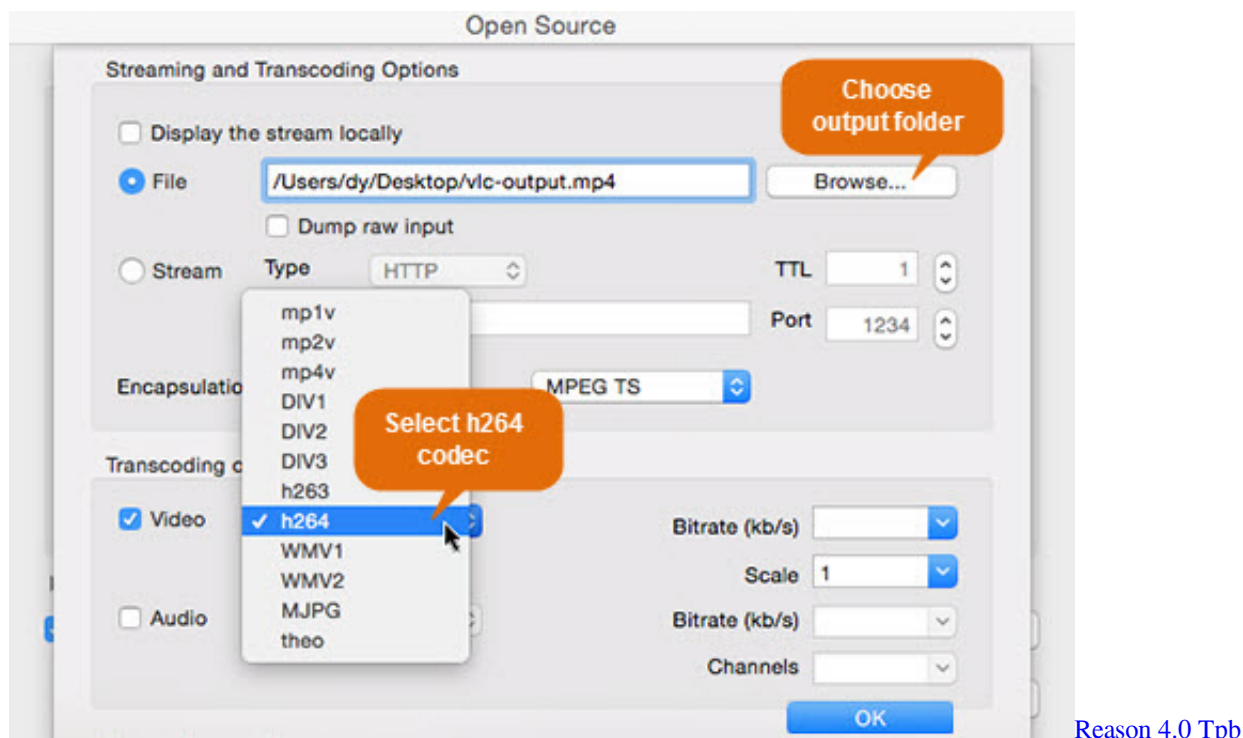 Open Source
Streaming and Transcoding Options
Choose
output folder
Display the stream locally
File
/Users/dy/Desktop/vlc-output.mp4
Browse...
Dump raw input
Stream
Type
HTTP
TTL
1
mp1v
Port
1234
mp2v
mp4v
Encapsulatio
MPEG TS
DIV1
Select h264
codec
DIV2
DIV3
Transcoding
h263
Video
✓ h264
Bitrate (kb/s)
WMV1
WMV2
Scale
1
MJPG
Audio
Bitrate (kb/s)
theo
Channels
OK
Reason 4.0 Tpb